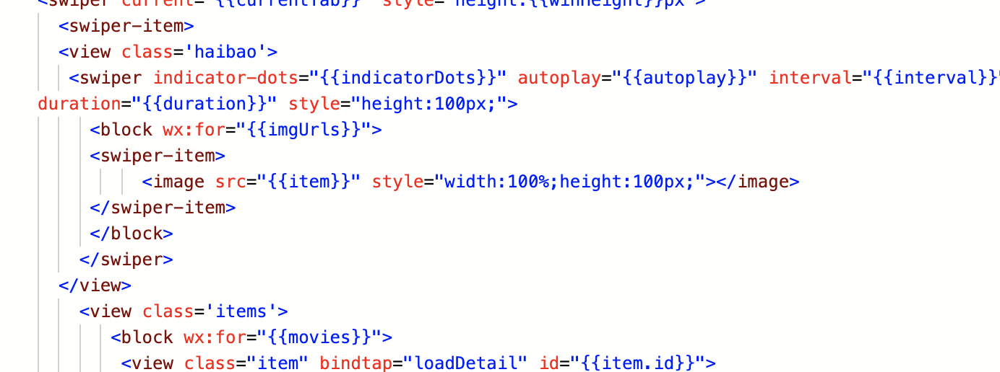 <swiper current="{{currentTab}}" style="height:{{winHeight}}px">
<swiper-item>
<view class='haibao'>
<swiper indicator-dots="{{indicatorDots}}" autoplay="{{autoplay}}" interval="{{interval}}"
duration="{{duration}}" style="height:100px;">
<block wx:for="{{imgUrls}}">
<swiper-item>
<image src="{{item}}" style="width:100%;height:100px;"></image>
</swiper-item>
</block>
</swiper>
</view>
<view class='items'>
<block wx:for="{{movies}}">
<view class="item" bindtap="loadDetail" id="{{item.id}}">